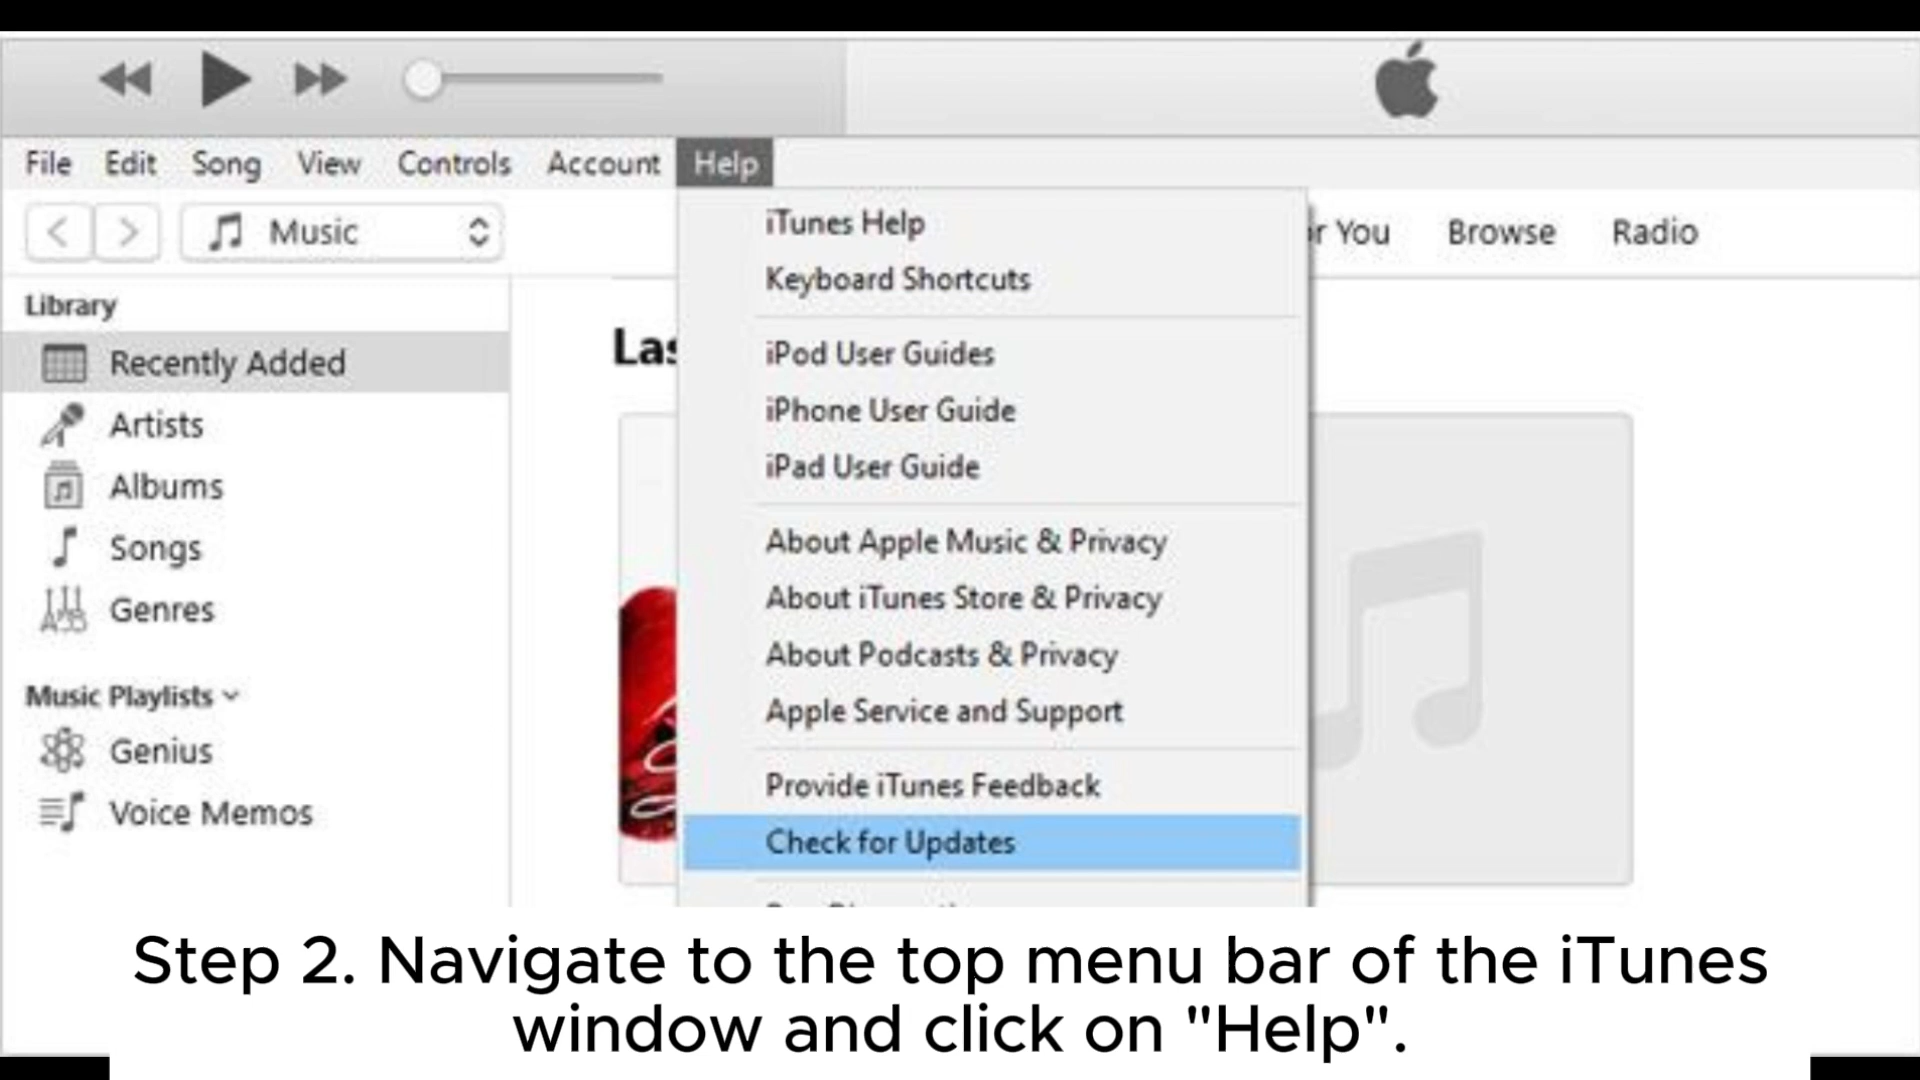 File Edit Song View Controls Account Help
Music
You Browse Radio
Library
Recently Added
Artists
Albums
Songs
Genres
Music Playlists
Genius
Voice Memos
iTunes Help
Keyboard Shortcuts
iPod User Guides
iPhone User Guide
iPad User Guide
About Apple Music & Privacy
About iTunes Store & Privacy
About Podcasts & Privacy
Apple Service and Support
Provide iTunes Feedback
Check for Updates
Las
Step 2. Navigate to the top menu bar of the iTunes
window and click on "Help".